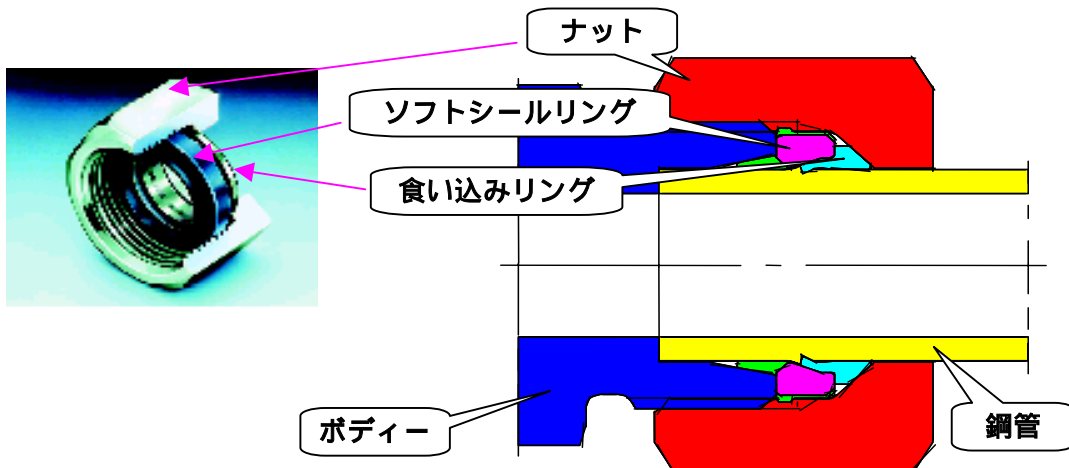 ナット
ソフトシールリング
食い込みリング
ボディー
鋼管